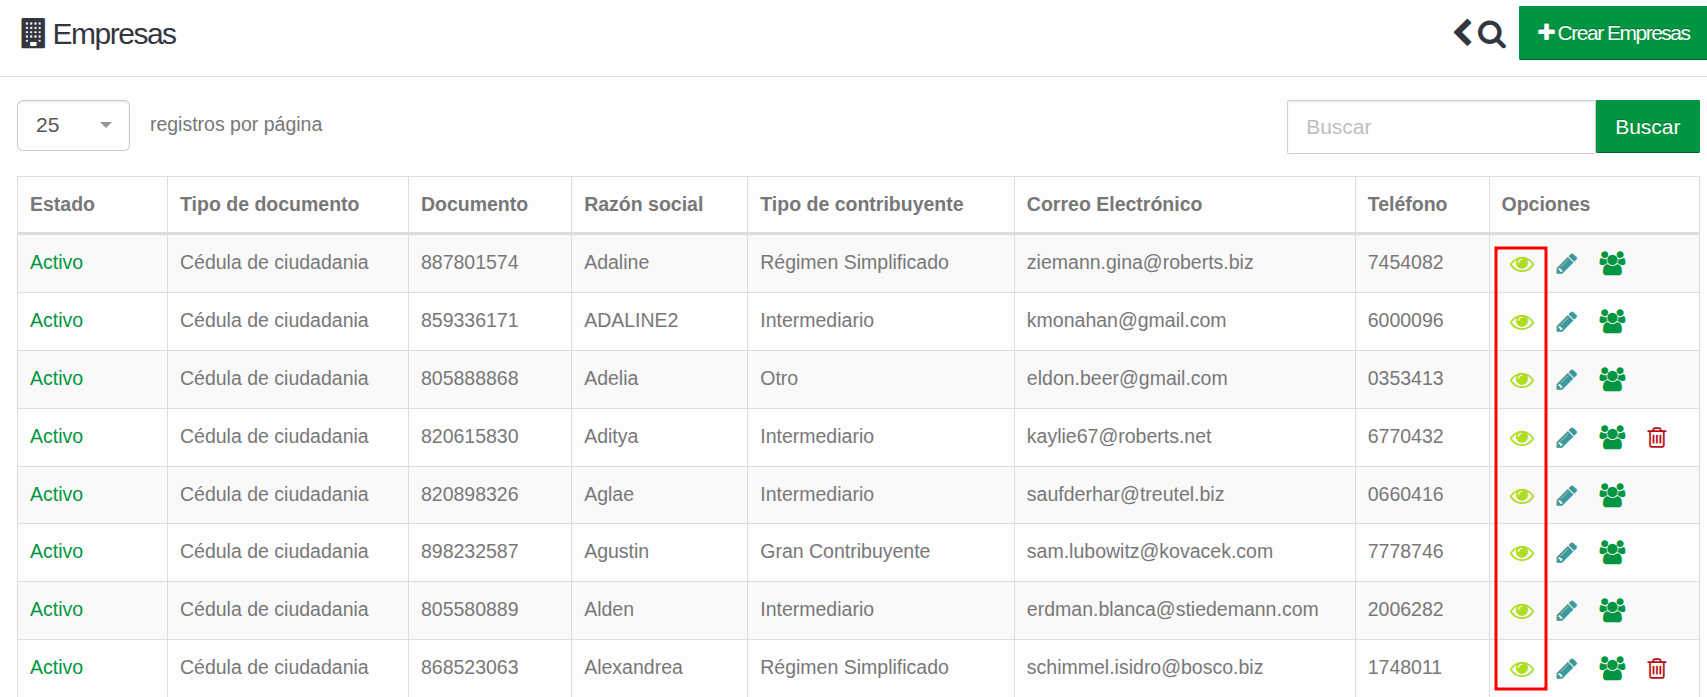 Empresas
Crear Empresas
25 registros por página
Buscar Buscar
Estado Tipo de documento Documento Razón social Tipo de contribuyente Correo Electrónico Teléfono Opciones
Activo Cédula de ciudadania 887801574 Adaline Régimen Simplificado ziemann.gina@roberts.biz 7454082
Activo Cédula de ciudadania 859336171 ADALINE2 Intermediario kmonahan@gmail.com 6000096
Activo Cédula de ciudadania 805888868 Adelia Otro eldon.beer@gmail.com 0353413
Activo Cédula de ciudadania 820615830 Aditya Intermediario kaylie67@roberts.net 6770432
Activo Cédula de ciudadania 820898326 Aglae Intermediario saufderhar@treutel.biz 0660416
Activo Cédula de ciudadania 898232587 Agustin Gran Contribuyente sam.lubowitz@kovacek.com 7778746
Activo Cédula de ciudadania 805580889 Alden Intermediario erdman.blanca@stiedemann.com 2006282
Activo Cédula de ciudadania 868523063 Alexandrea Régimen Simplificado schimmel.isidro@bosco.biz 1748011